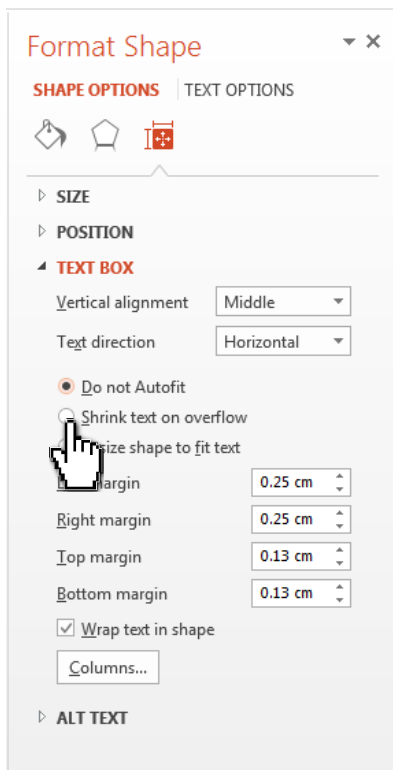 Format Shape
SHAPE OPTIONS TEXT OPTIONS
SIZE
POSITION
TEXT BOX
Vertical alignment Middle
Text direction Horizontal
Do not Autofit
Shrink text on overflow
size shape to fit text
argin 0.25 cm
Right margin 0.25 cm
Top margin 0.13 cm
Bottom margin 0.13 cm
Wrap text in shape
Columns...
ALT TEXT